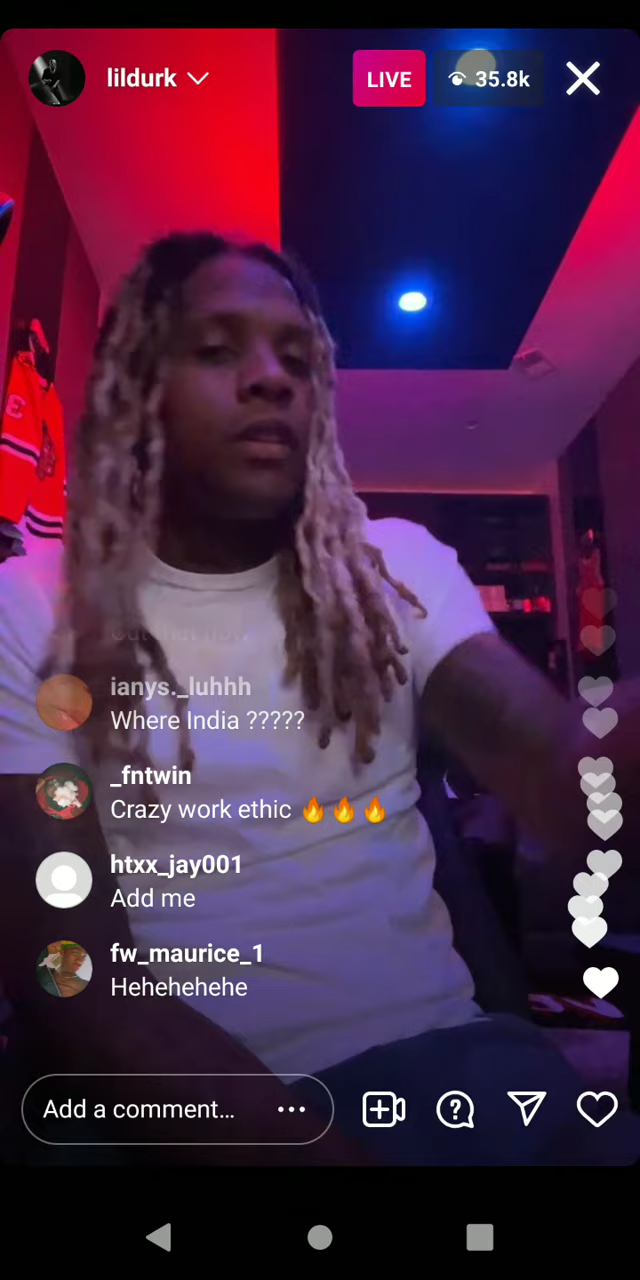 lildurk
LIVE
35.8k
ianys._luhhh
Where India ?????
_fntwin
Crazy work ethic 🔥🔥🔥
htxx_jay001
Add me
fw_maurice_1
Hehehehehe
Add a comment...